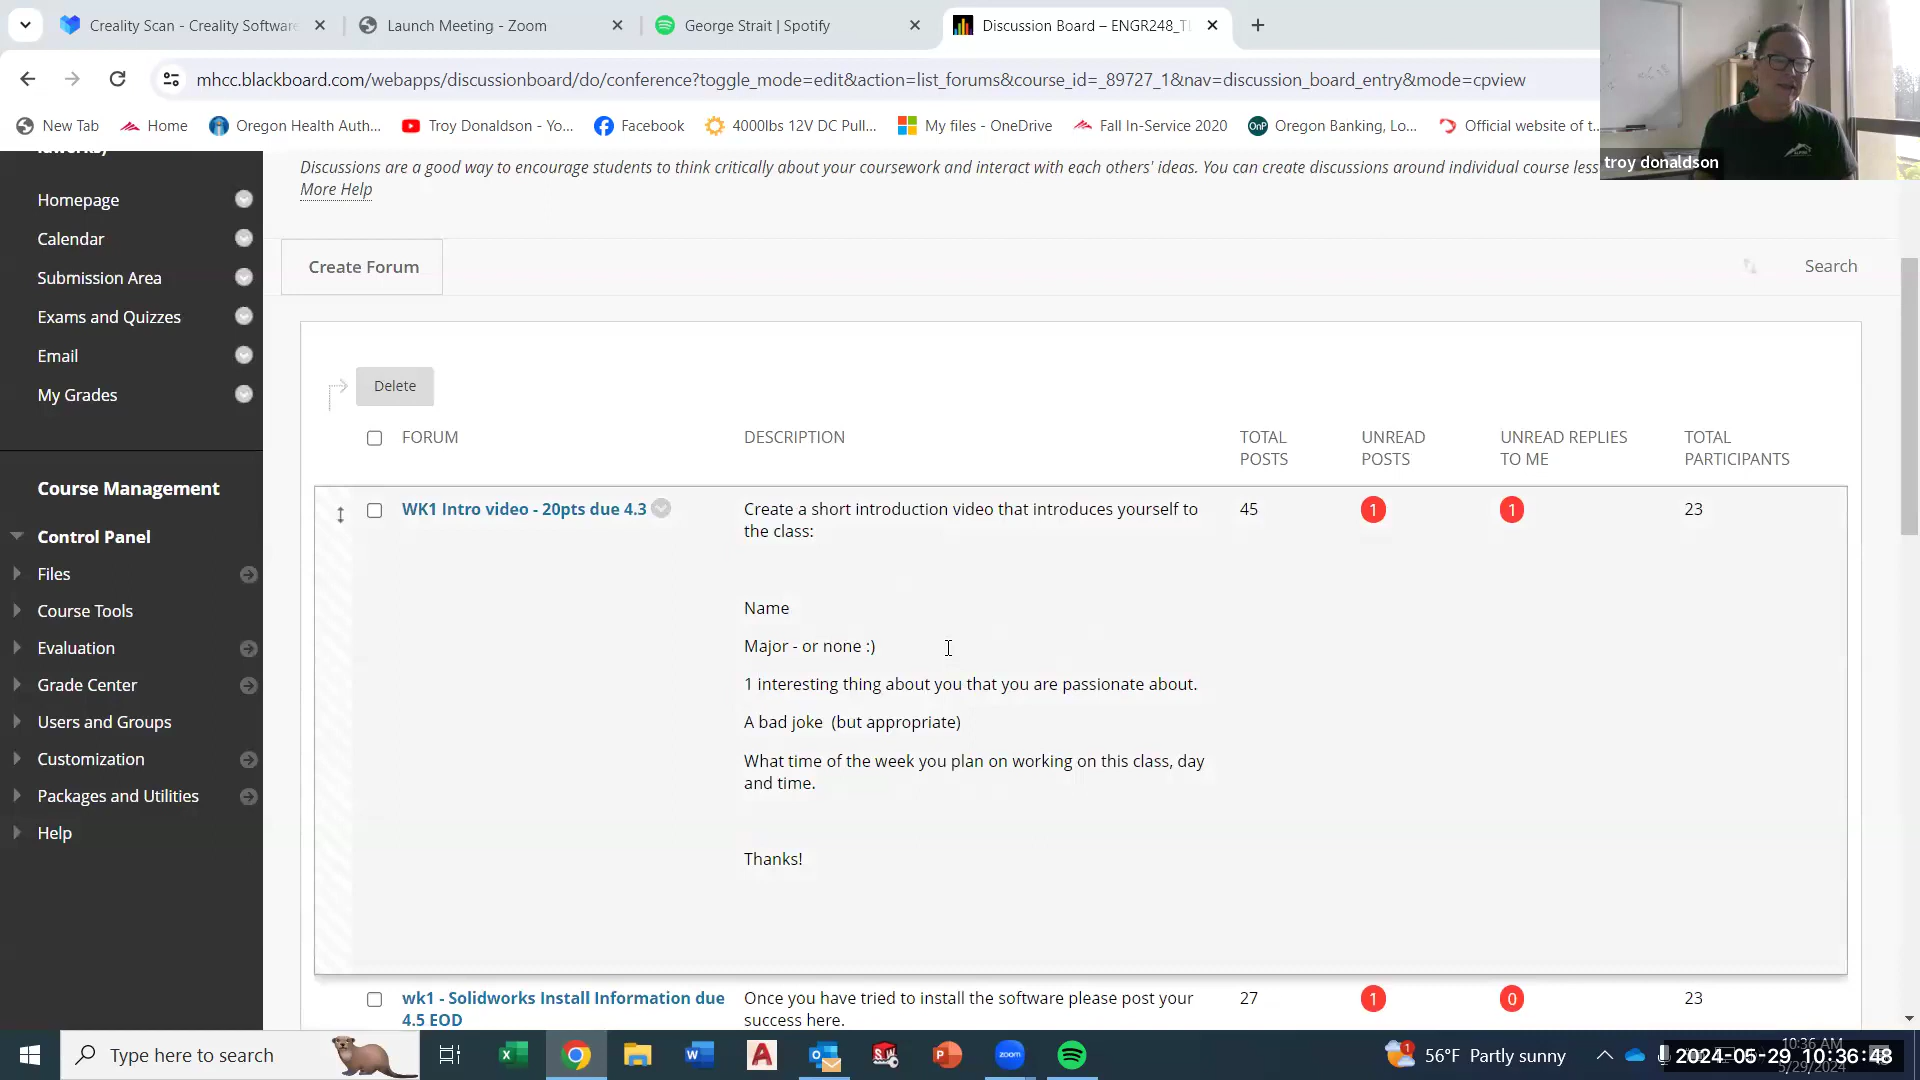 Creality Scan - Creality Software
Launch Meeting - Zoom
George Strait | Spotify
Discussion Board – ENGR248_T
mhcc.blackboard.com/webapps/discussionboard/do/conference?toggle_mode=edit&action=list_forums&course_id=_89727_1&nav=discussion_board_entry&mode=cpview
New Tab
Home
Oregon Health Auth...
Troy Donaldson - Yo...
Facebook
4000lbs 12V DC Pull...
My files - OneDrive
Fall In-Service 2020
Oregon Banking, Lo...
Official website of t...
troy donaldson
Discussions are a good way to encourage students to think critically about your coursework and interact with each others' ideas. You can create discussions around individual course less
More Help
Homepage
Calendar
Submission Area
Exams and Quizzes
Email
My Grades
Course Management
Control Panel
Files
Course Tools
Evaluation
Grade Center
Users and Groups
Customization
Packages and Utilities
Help
Create Forum
Search
Delete
FORUM
DESCRIPTION
TOTAL POSTS
UNREAD POSTS
UNREAD REPLIES TO ME
TOTAL PARTICIPANTS
WK1 Intro video - 20pts due 4.3
Create a short introduction video that introduces yourself to
the class:
45
1
1
23
Name
Major - or none :)
1 interesting thing about you that you are passionate about.
A bad joke (but appropriate)
What time of the week you plan on working on this class, day
and time.
Thanks!
wk1 - Solidworks Install Information due
4.5 EOD
Once you have tried to install the software please post your
success here.
27
1
0
23
Type here to search
56°F Partly sunny
10:36 AM
5/29/2024
2024-05-29 10:36:48